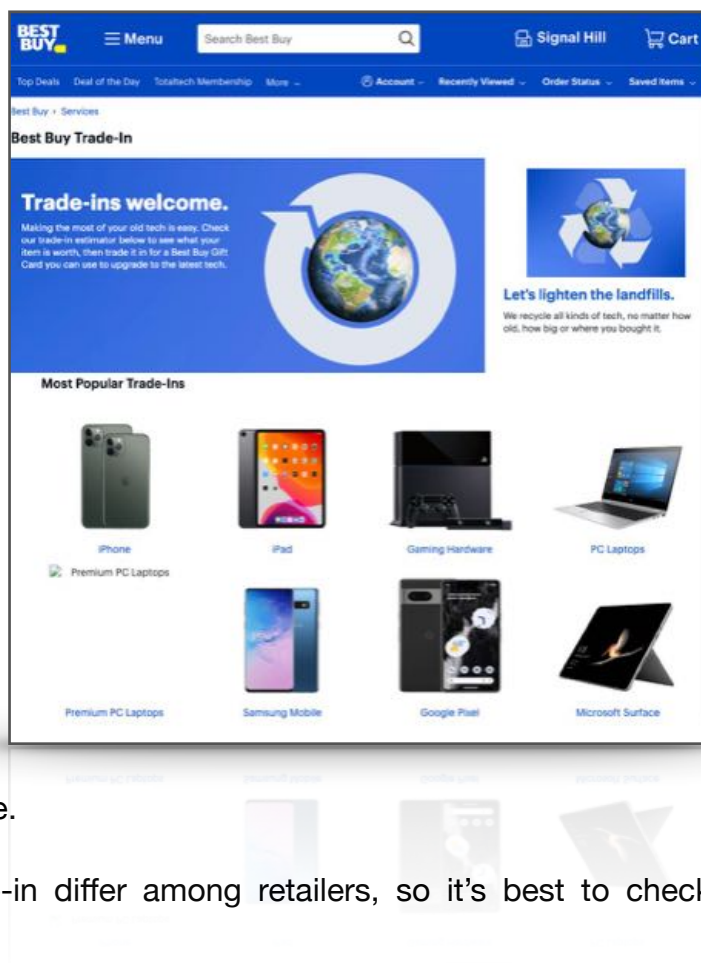 BEST BUY
Menu
Search Best Buy
Signal Hill
Cart
Top Deals Deal of the Day Totaltech Membership More
Account Recently Viewed Order Status Saved Items
Best Buy › Services
Best Buy Trade-In
Trade-ins welcome.
Making the most of your old tech is easy. Check
our trade-in estimator below to see what your
item is worth, then trade it in for a Best Buy Gift
Card you can use to upgrade to the latest tech.
Let's lighten the landfills.
We recycle all kinds of tech, no matter how
old, how big or where you bought it.
Most Popular Trade-Ins
iPhone
iPad
Gaming Hardware
PC Laptops
Premium PC Laptops
Premium PC Laptops
Samsung Mobile
Google Pixel
Microsoft Surface
e.
-in differ among retailers, so it's best to check